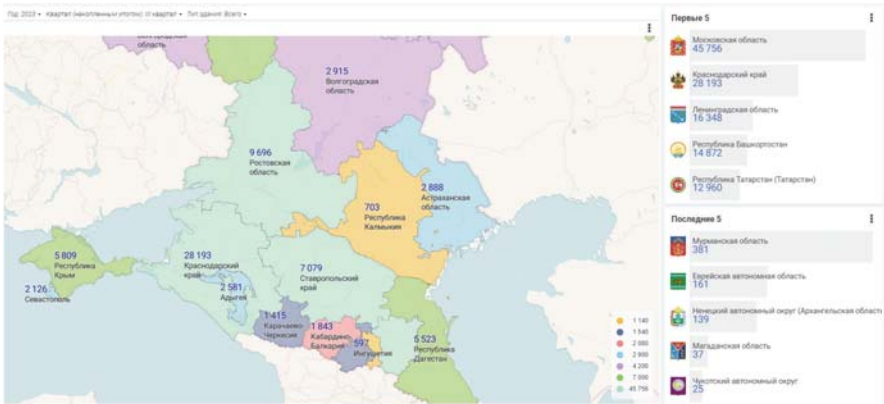 Год: 2023 Квартал (накопленным итогом): III квартал Тип здания: Всего
область
2 915
Волгоградская
область
9 696
Ростовская
область
703
Республика
Калмыкия
2 888
Астраханская
область
5 809
Республика
Крым
2 126
Севастополь
28 193
Краснодарский
край
2 581
Адыгея
7 079
Ставропольский
край
1 415
Карачаево-
Черкесия
1 843
Кабардино-
Балкария
597
Ингушетия
5 523
Республика
Дагестан
1 140
1 540
2 800
4 200
7 000
45 756
Первые 5
Московская область
45 756
Краснодарский край
28 193
Ленинградская область
16 348
Республика Башкортостан
14 872
Республика Татарстан (Татарстан)
12 960
Последние 5
Мурманская область
381
Еврейская автономная область
161
Ненецкий автономный округ (Архангельская област
139
Магаданская область
37
Чукотский автономный округ
25